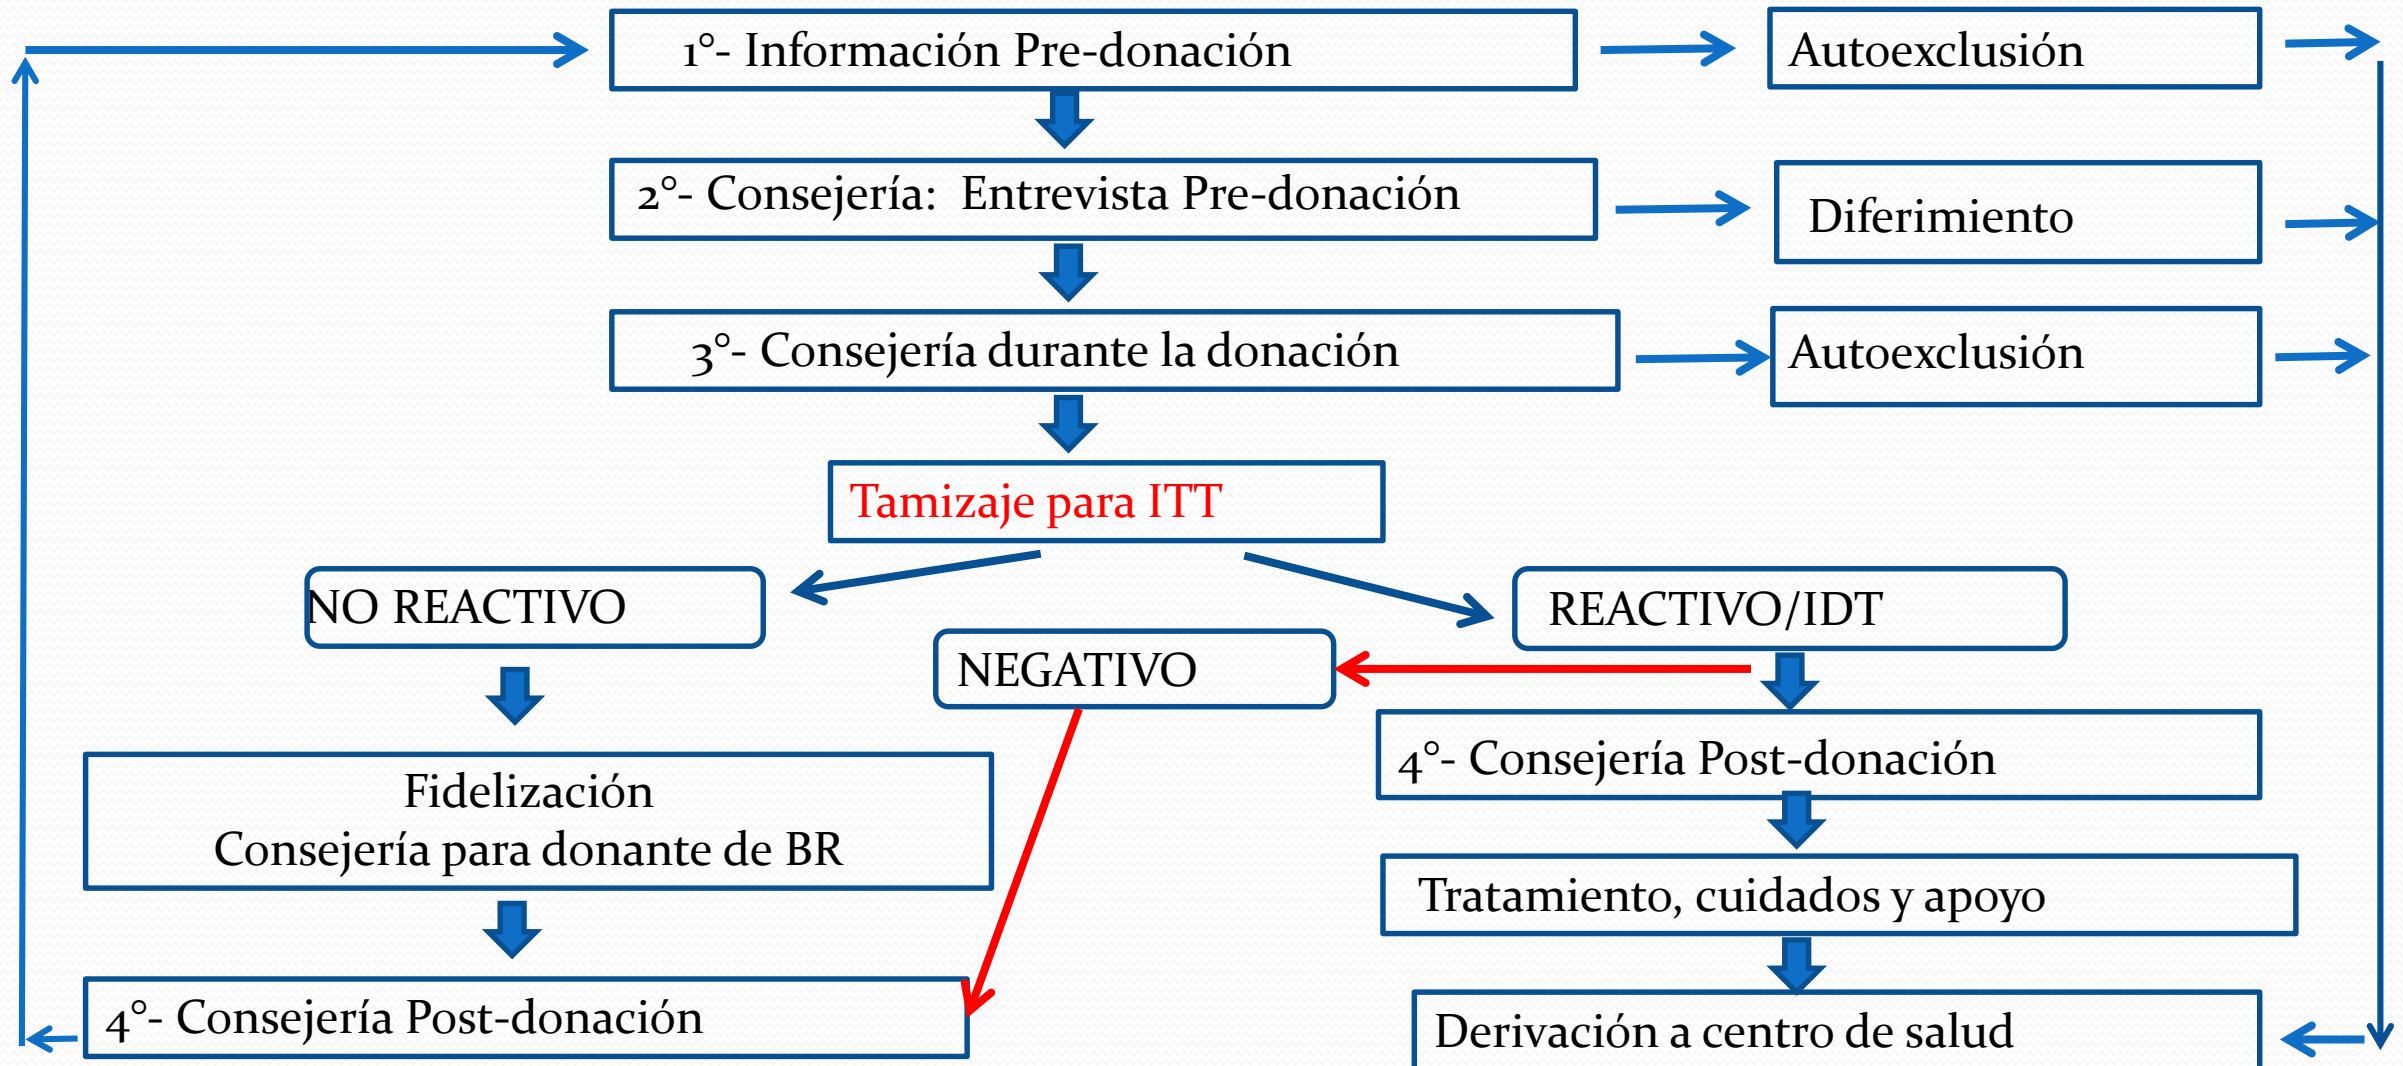 1°- Información Pre-donación
Autoexclusión
2°- Consejería: Entrevista Pre-donación
Diferimiento
3°- Consejería durante la donación
Autoexclusión
Tamizaje para ITT
NO REACTIVO
REACTIVO/IDT
NEGATIVO
4°- Consejería Post-donación
Fidelización
Consejería para donante de BR
Tratamiento, cuidados y apoyo
4°- Consejería Post-donación
Derivación a centro de salud